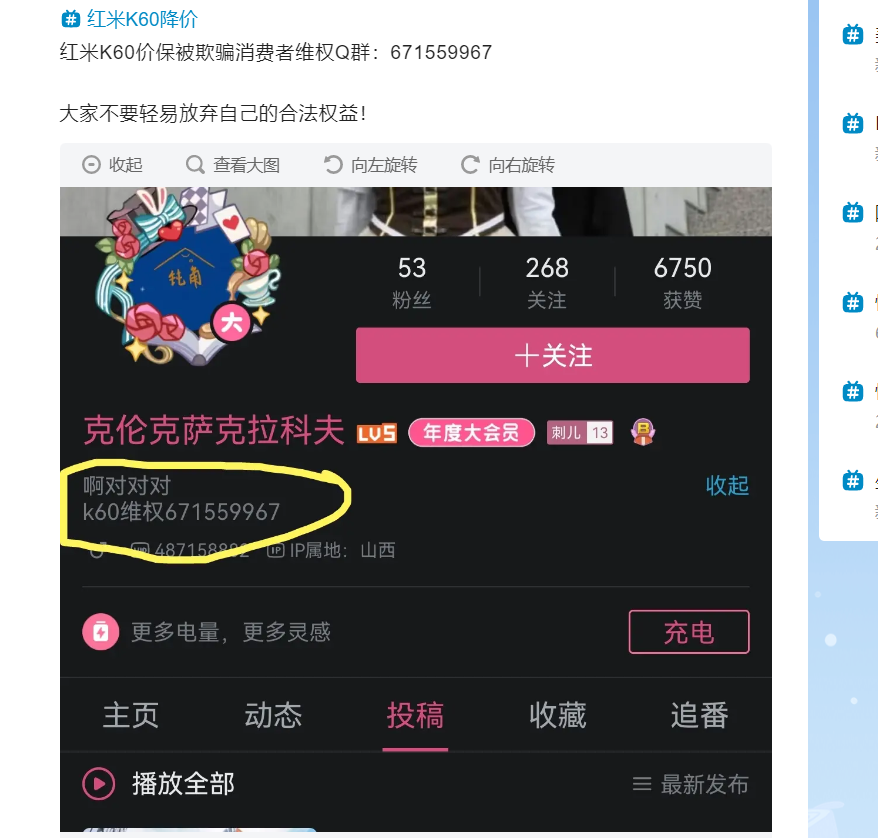 红米K60降价
红米K60价保被欺骗消费者维权Q群：671559967
大家不要轻易放弃自己的合法权益！
收起 查看大图 向左旋转 向右旋转
钝角
大
53 268 6750
粉丝 关注 获赞
+关注
克伦克萨克拉科夫 LV5 年度大会员 刺儿 13 B
啊对对对
k60维权671559967
收起
487158892 IP IP属地：山西
更多电量，更多灵感 充电
主页 动态 投稿 收藏 追番
播放全部 最新发布